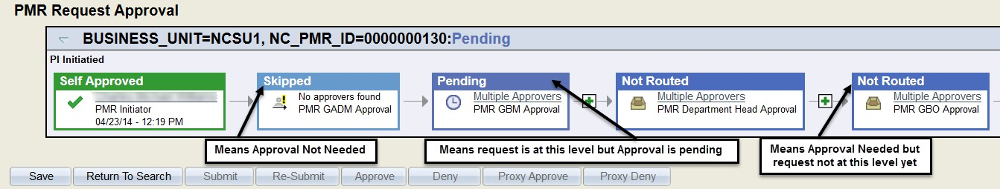 PMR Request Approval
BUSINESS_UNIT=NCSU1, NC_PMR_ID=0000000130:Pending
PI Initiatied
Self Approved
PMR Initiator
04/23/14 - 12:19 PM
Skipped
No approvers found
PMR GADM Approval
Pending
Multiple Approvers
PMR GBM Approval
Not Routed
Multiple Approvers
PMR Department Head Approval
Not Routed
Multiple Approvers
PMR GBO Approval
Means Approval Not Needed
Means request is at this level but Approval is pending
Means Approval Needed but
request not at this level yet
Save
Return To Search
Submit
Re-Submit
Approve
Deny
Proxy Approve
Proxy Deny